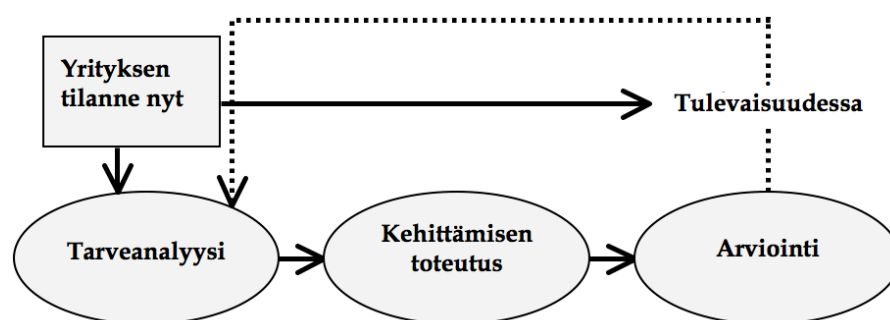 Yrityksen
tilanne nyt
Tulevaisuudessa
Tarveanalyysi
Kehittämisen
toteutus
Arviointi